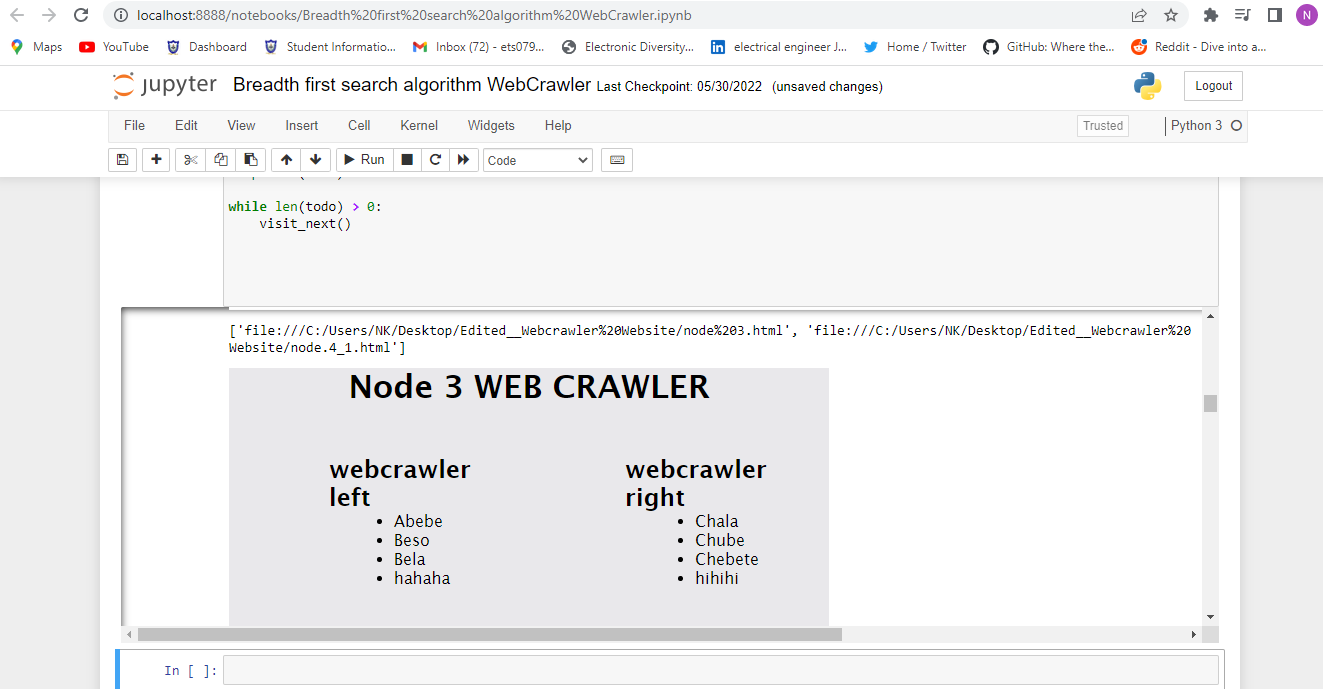 localhost:8888/notebooks/Breadth%20first%20search%20algorithm%20WebCrawler.ipynb
N
Maps YouTube Dashboard Student Informatio... Inbox (72) - ets079... Electronic Diversity... electrical engineer J... Home / Twitter GitHub: Where the... Reddit - Dive into a...
jupyter Breadth first search algorithm WebCrawler Last Checkpoint: 05/30/2022 (unsaved changes) Logout
File Edit View Insert Cell Kernel Widgets Help Trusted Python 3
Run Code
while len(todo) > 0:
visit_next()
['file:///C:/Users/NK/Desktop/Edited__Webcrawler%20Website/node%203.html', 'file:///C:/Users/NK/Desktop/Edited__Webcrawler%20
Website/node.4_1.html']
Node 3 WEB CRAWLER
webcrawler
left
• Abebe
• Beso
• Bela
• hahaha
webcrawler
right
• Chala
• Chube
• Chebete
• hihihi
In [ ]: